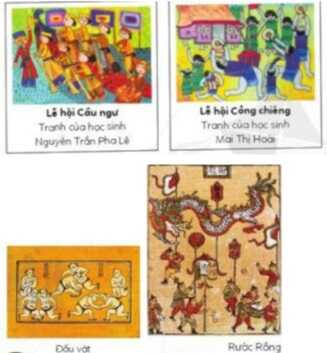 Lễ hội Cầu ngư
Tranh của học sinh
Nguyễn Trần Pha Lê
Lễ hội Cồng chiêng
Tranh của học sinh
Mai Thị Hoài
Đấu vật
Rước Rồng